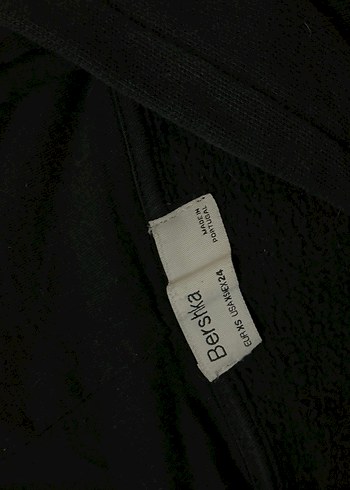 Bershka
EUR XS USA XS MEX 24
MADE IN
PORTUGAL